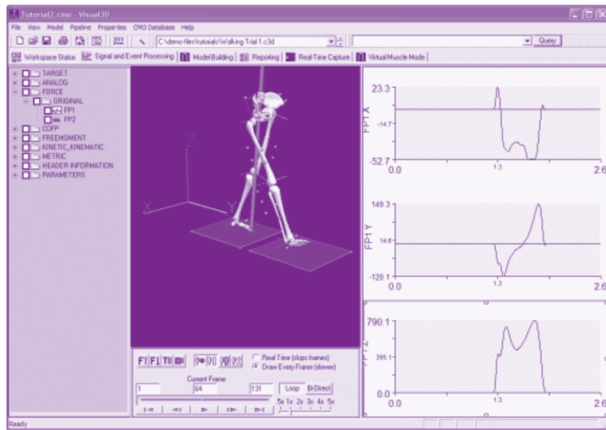 Tutorial2.cmo - Visual3D
File View Model Pipeline Properties CMO Database Help
C:\demo files\tutorials\Walking Trial 1.c3d
Query
Workspace Status Signal and Event Processing Model Building Reporting Real-Time Capture Virtual Muscle Mode
TARGET
ANALOG
FORCE
ORIGINAL
FP1
FP2
COFP
FREEMOMENT
KINETIC_KINEMATIC
METRIC
HEADER INFORMATION
PARAMETERS
Z
X
Y
Real Time (skips frames)
Draw Every Frame (slower)
Current Frame
1 64 131
Loop Bi-Direct
.5x 1x 2x 3x 4x 5x
FP1 X
23.3
-14.7
-52.7
0.0 1.3 2.6
FP1 Y
149.3
14.6
-120.1
0.0 1.3 2.6
FP1 Z
790.1
395.1
0.0
0.0 1.3 2.6
Ready